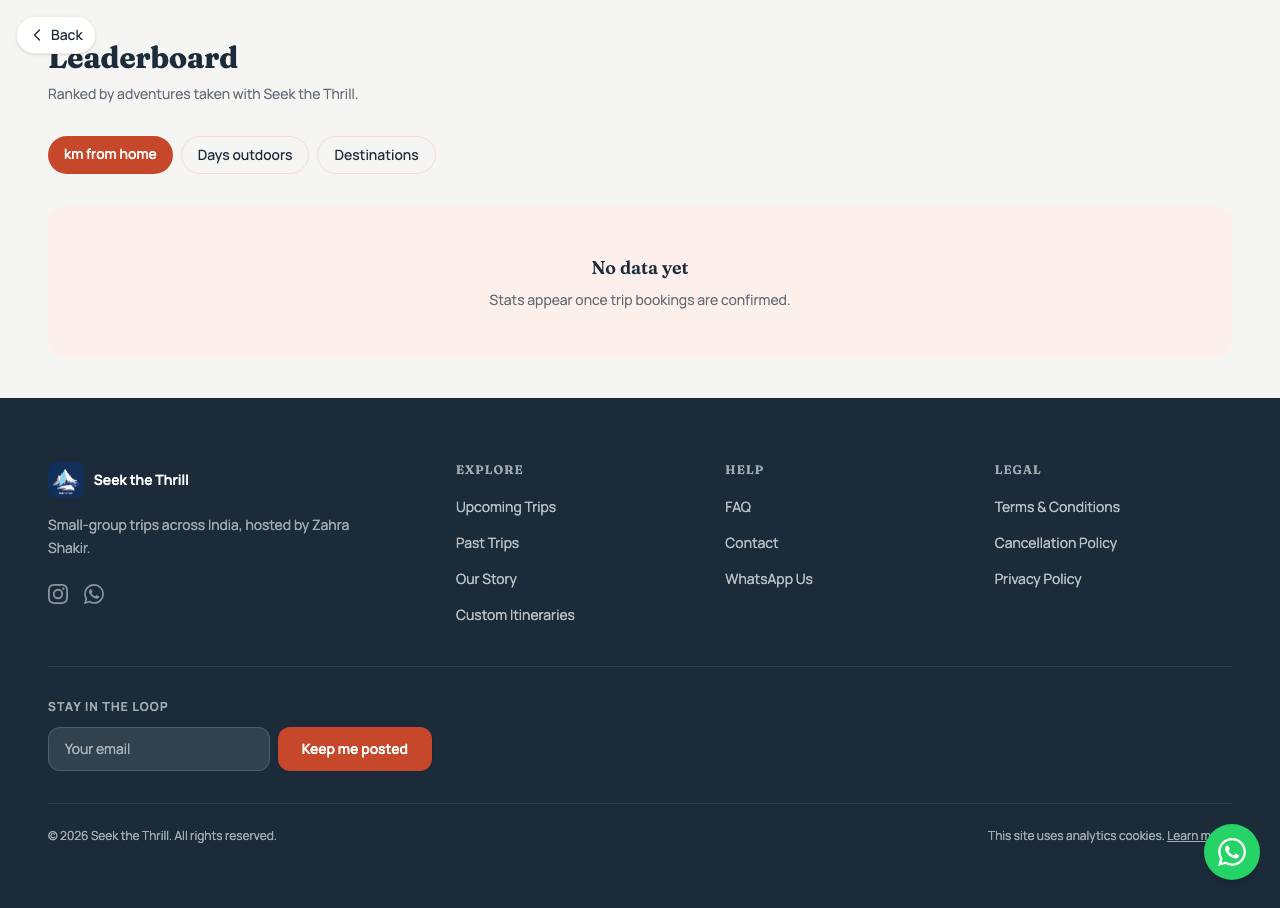 Back
Leaderboard
Ranked by adventures taken with Seek the Thrill.
km from home
Days outdoors
Destinations
No data yet
Stats appear once trip bookings are confirmed.
Seek the Thrill
Small-group trips across India, hosted by Zahra
Shakir.
EXPLORE
Upcoming Trips
Past Trips
Our Story
Custom Itineraries
HELP
FAQ
Contact
WhatsApp Us
LEGAL
Terms & Conditions
Cancellation Policy
Privacy Policy
STAY IN THE LOOP
Your email
Keep me posted
© 2026 Seek the Thrill. All rights reserved.
This site uses analytics cookies. Learn